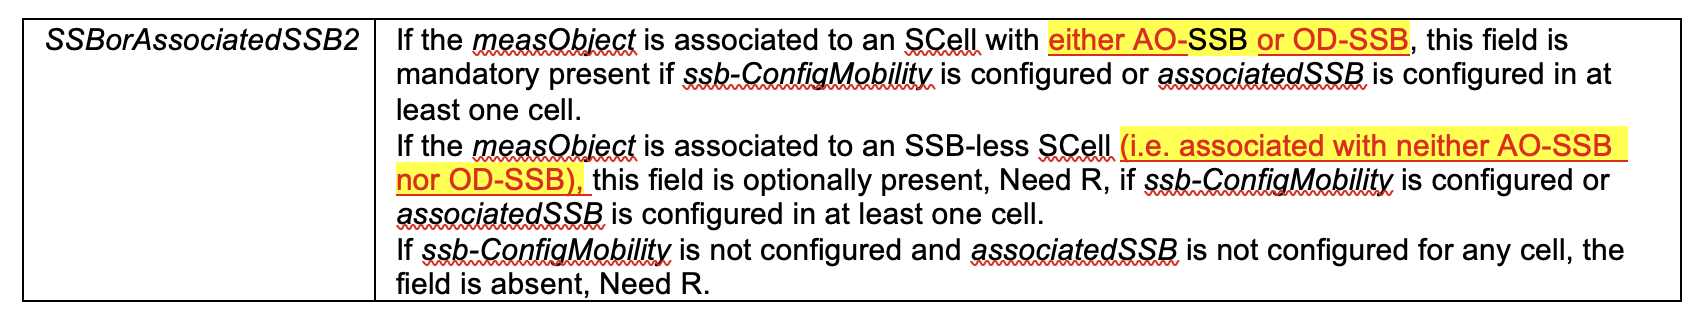 SSBorAssociatedSSB2
If the measObject is associated to an SCell with either AO-SSB or OD-SSB, this field is
mandatory present if ssb-ConfigMobility is configured or associatedSSB is configured in at
least one cell.
If the measObject is associated to an SSB-less SCell (i.e. associated with neither AO-SSB
nor OD-SSB), this field is optionally present, Need R, if ssb-ConfigMobility is configured or
associatedSSB is configured in at least one cell.
If ssb-ConfigMobility is not configured and associatedSSB is not configured for any cell, the
field is absent, Need R.